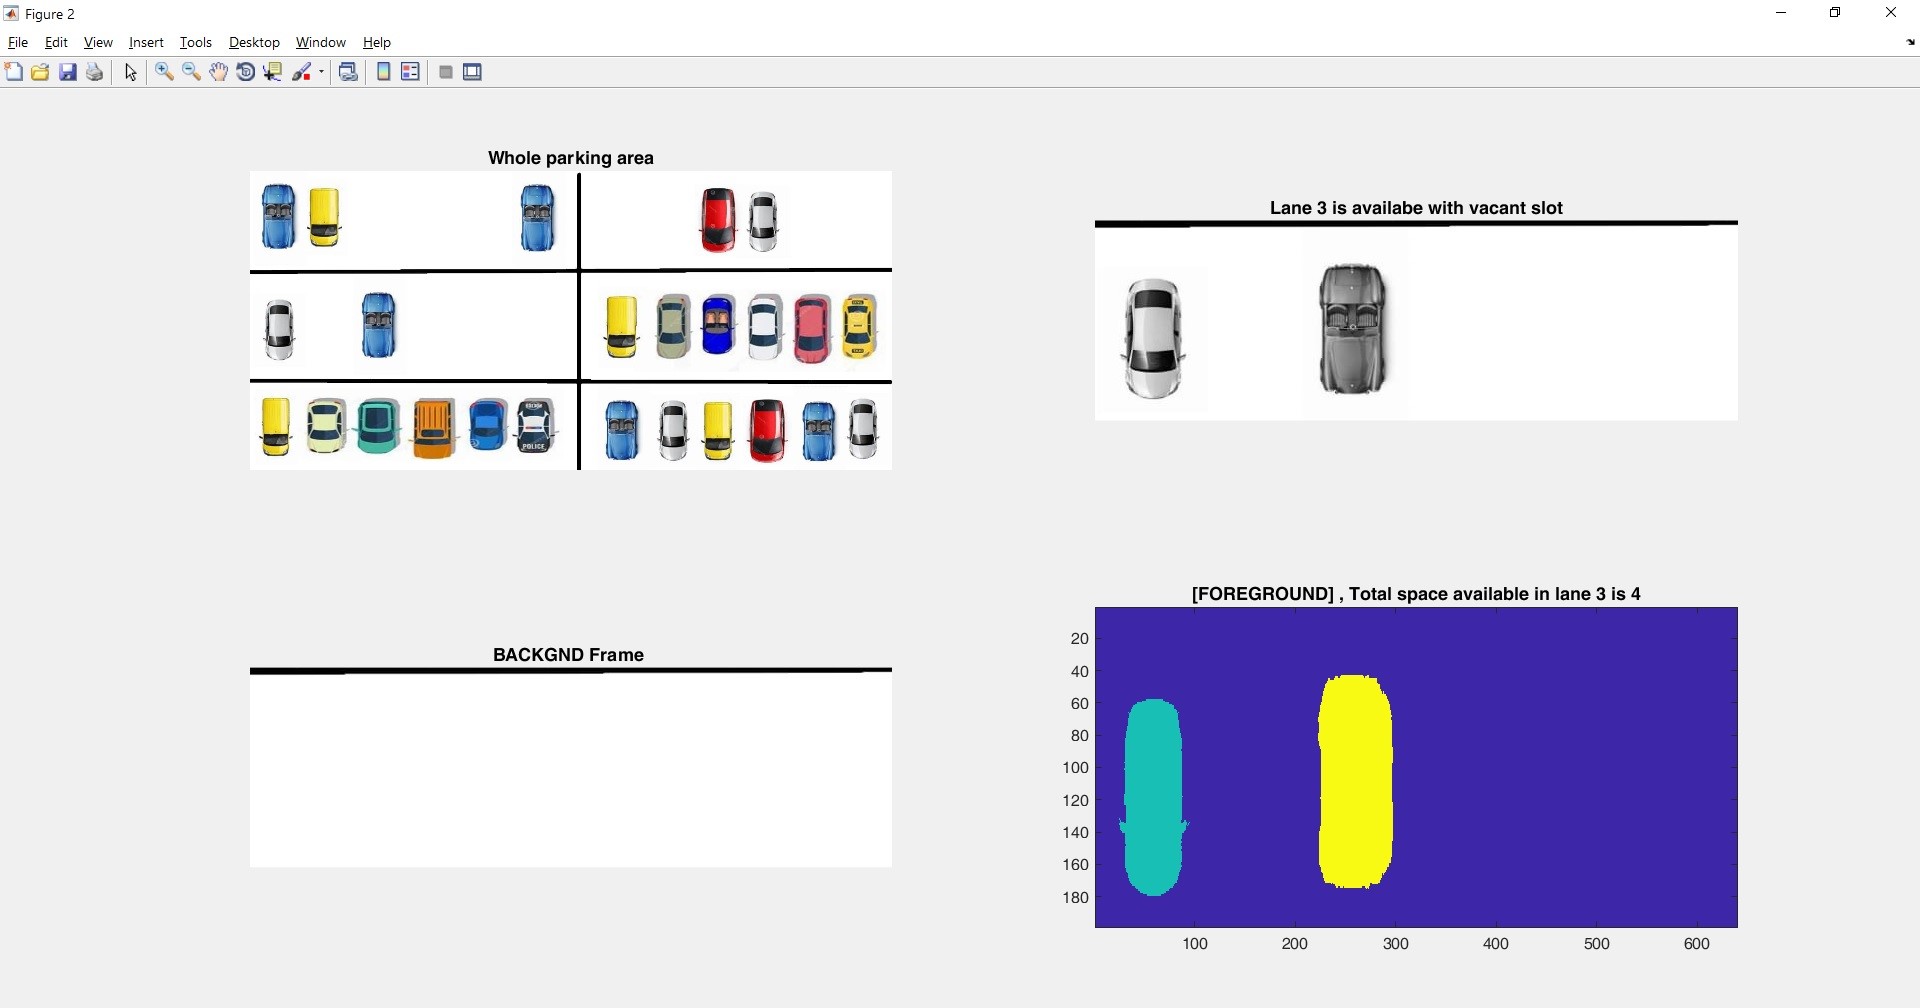 Figure 2
File Edit View Insert Tools Desktop Window Help
Whole parking area
POLICE
Lane 3 is availabe with vacant slot
BACKGND Frame
[FOREGROUND] , Total space available in lane 3 is 4
20
40
60
80
100
120
140
160
180
100 200 300 400 500 600